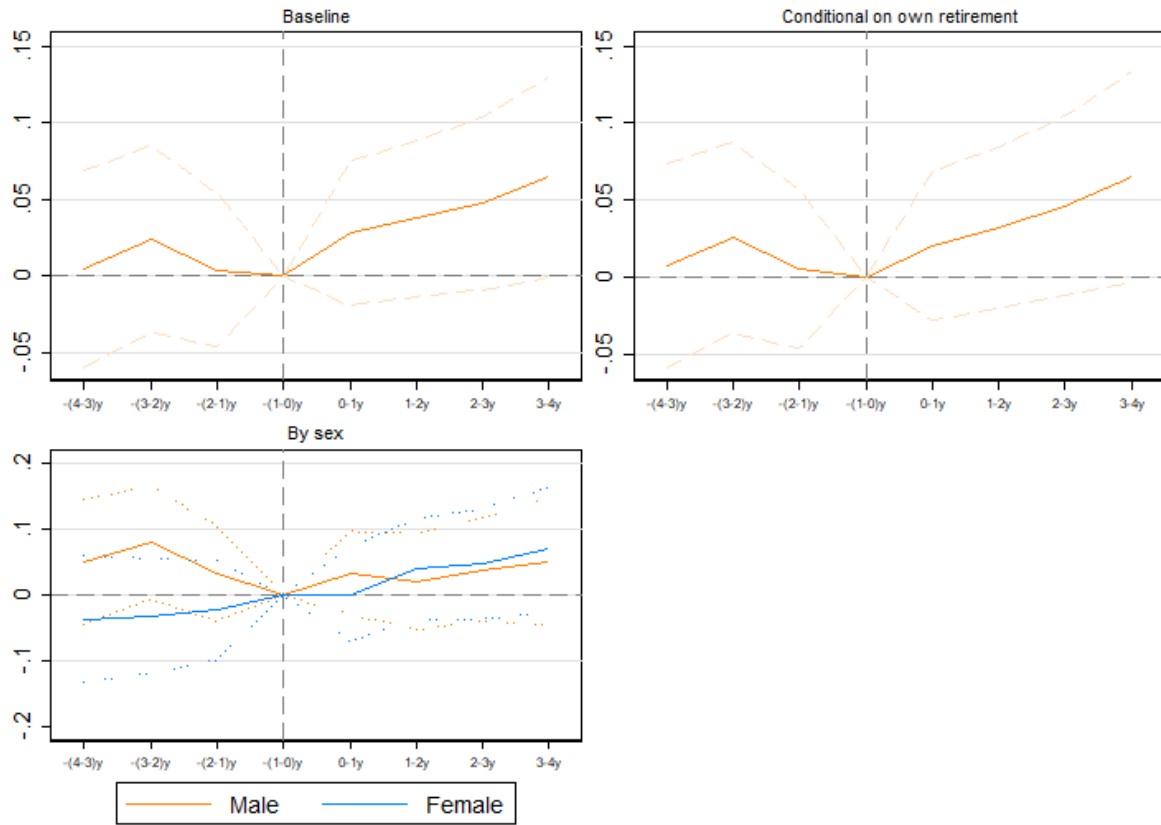 Baseline
.15
.1
.05
0
-.05
-(4-3)y -(3-2)y -(2-1)y -(1-0)y 0-1y 1-2y 2-3y 3-4y
Conditional on own retirement
.15
.1
.05
0
-.05
-(4-3)y -(3-2)y -(2-1)y -(1-0)y 0-1y 1-2y 2-3y 3-4y
By sex
.2
.1
0
-.1
-.2
-(4-3)y -(3-2)y -(2-1)y -(1-0)y 0-1y 1-2y 2-3y 3-4y
Male Female